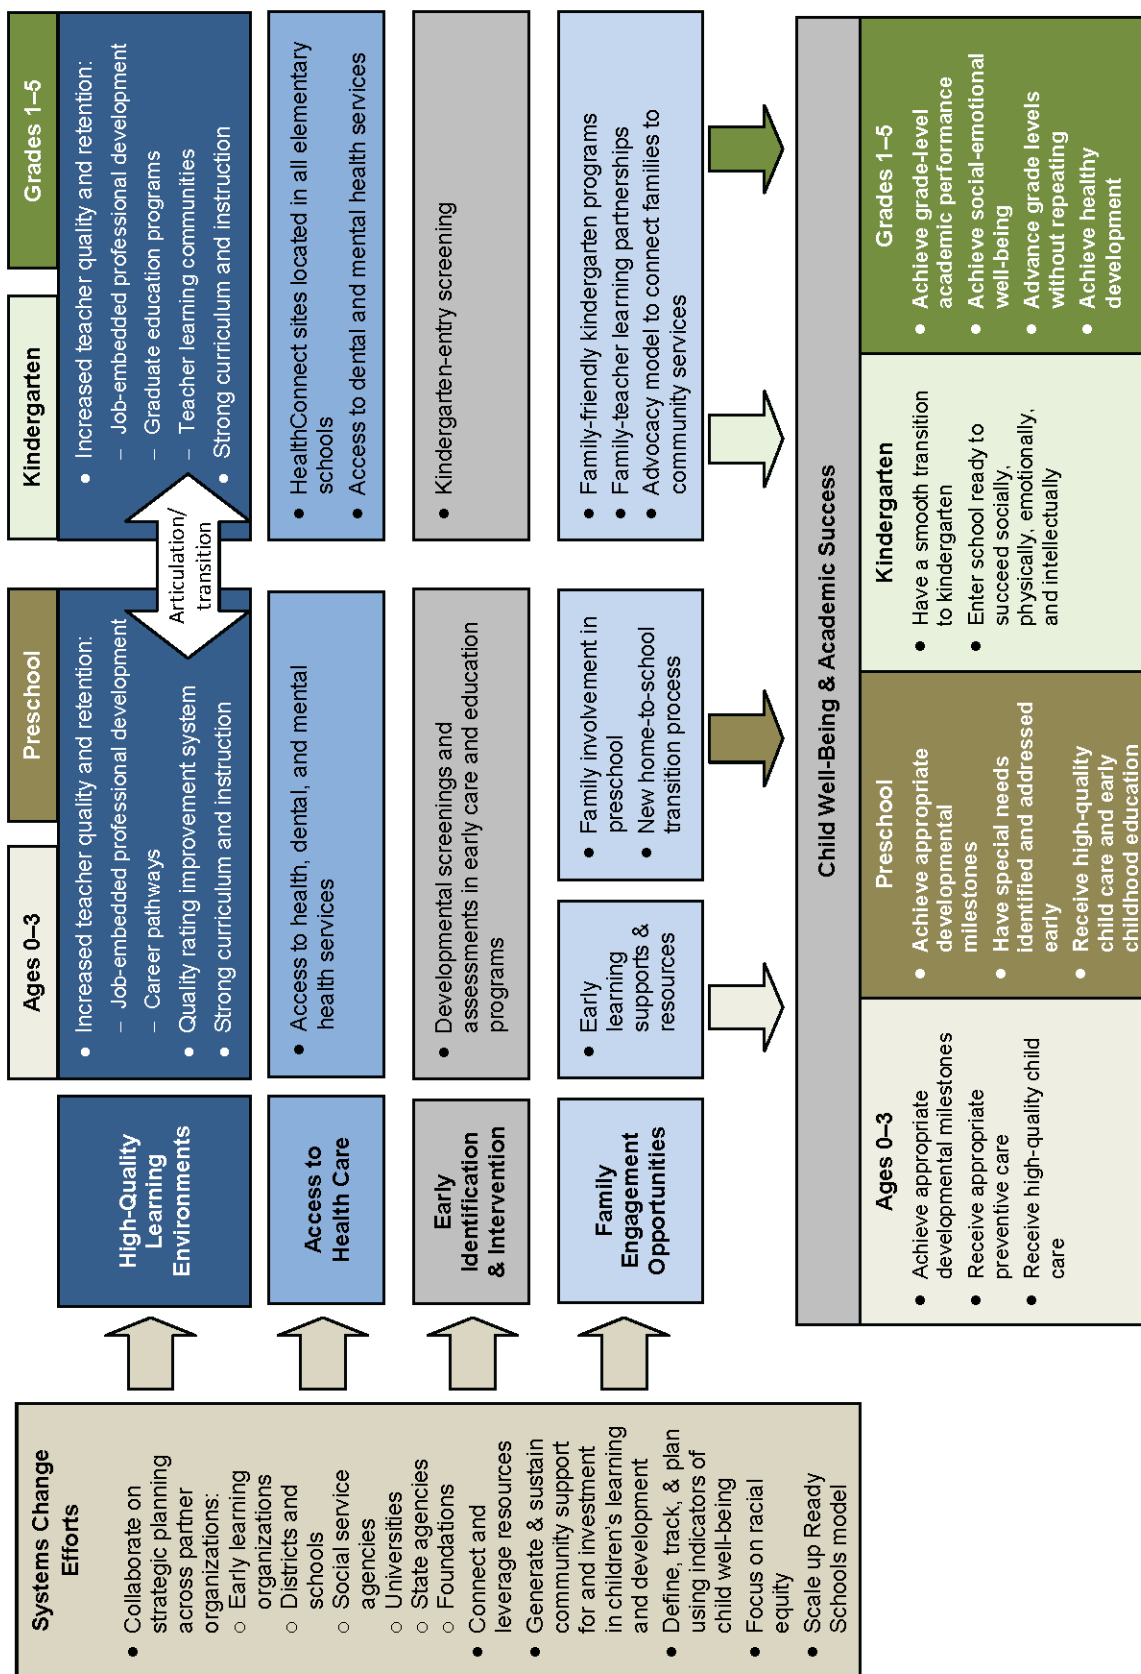 Systems Change
Efforts
● Collaborate on
strategic planning
across partner
organizations:
○ Early learning
organizations
○ Districts and
schools
○ Social service
agencies
○ Universities
○ State agencies
○ Foundations
● Connect and
leverage resources
● Generate & sustain
community support
for and investment
in children's learning
and development
● Define, track, & plan
using indicators of
child well-being
● Focus on racial
equity
● Scale up Ready
Schools model
Ages 0–3
Preschool
Kindergarten
Grades 1–5
High-Quality
Learning
Environments
● Increased teacher quality and retention:
– Job-embedded professional development
– Career pathways
● Quality rating improvement system
● Strong curriculum and instruction
Articulation/
transition
● Increased teacher quality and retention:
– Job-embedded professional development
– Graduate education programs
– Teacher learning communities
● Strong curriculum and instruction
Access to
Health Care
● Access to health, dental, and mental
health services
● HealthConnect sites located in all elementary
schools
● Access to dental and mental health services
Early
Identification
& Intervention
● Developmental screenings and
assessments in early care and education
programs
● Kindergarten-entry screening
Family
Engagement
Opportunities
● Early
learning
supports &
resources
● Family involvement in
preschool
● New home-to-school
transition process
● Family-friendly kindergarten programs
● Family-teacher learning partnerships
● Advocacy model to connect families to
community services
Child Well-Being & Academic Success
Ages 0–3
● Achieve appropriate
developmental milestones
● Receive appropriate
preventive care
● Receive high-quality child
care
Preschool
● Achieve appropriate
developmental
milestones
● Have special needs
identified and addressed
early
● Receive high-quality
child care and early
childhood education
Kindergarten
● Have a smooth transition
to kindergarten
● Enter school ready to
succeed socially,
physically, emotionally,
and intellectually
Grades 1–5
● Achieve grade-level
academic performance
● Achieve social-emotional
well-being
● Advance grade levels
without repeating
● Achieve healthy
development